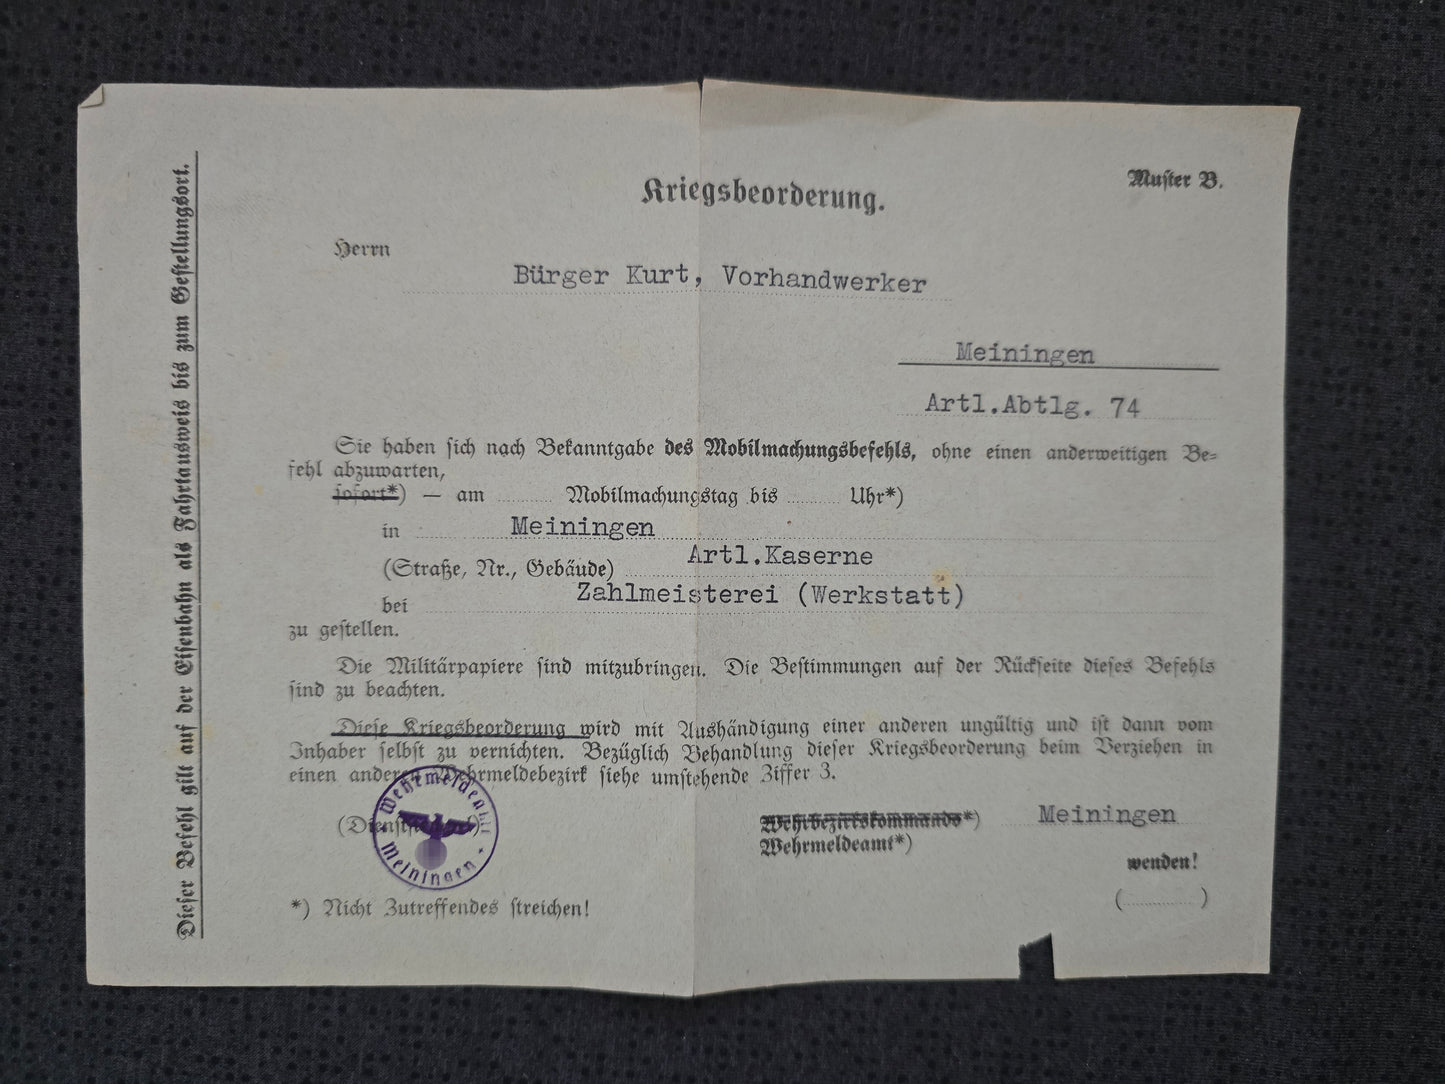 Muster B.
Kriegsbeorderung.
Herrn
Bürger Kurt, Vorhandwerker
Meiningen
Artl.Abtlg. 74
Sie haben sich nach Bekanntgabe des Mobilmachungsbefehls, ohne einen anderweitigen Be=
fehl abzuwarten,
sofort*) — am ........ Mobilmachungstag bis ........ Uhr*)
in Meiningen
(Straße, Nr., Gebäude) Artl.Kaserne
bei Zahlmeisterei (Werkstatt)
zu gestellen.
Die Militärpapiere sind mitzubringen. Die Bestimmungen auf der Rückseite dieses Befehls
sind zu beachten.
Diese Kriegsbeorderung wird mit Aushändigung einer anderen ungültig und ist dann vom
Inhaber selbst zu vernichten. Bezüglich Behandlung dieser Kriegsbeorderung beim Verziehen in
einen anderen Wehrmeldebezirk siehe umstehende Ziffer 3.
Wehrmeldeamt
Meiningen
Wehrbezirkskommando*) Meiningen
Wehrmeldeamt*)
wenden!
(........)
*) Nicht Zutreffendes streichen!
Dieser Befehl gilt auf der Eisenbahn als Fahrtausweis bis zum Gestellungsort.